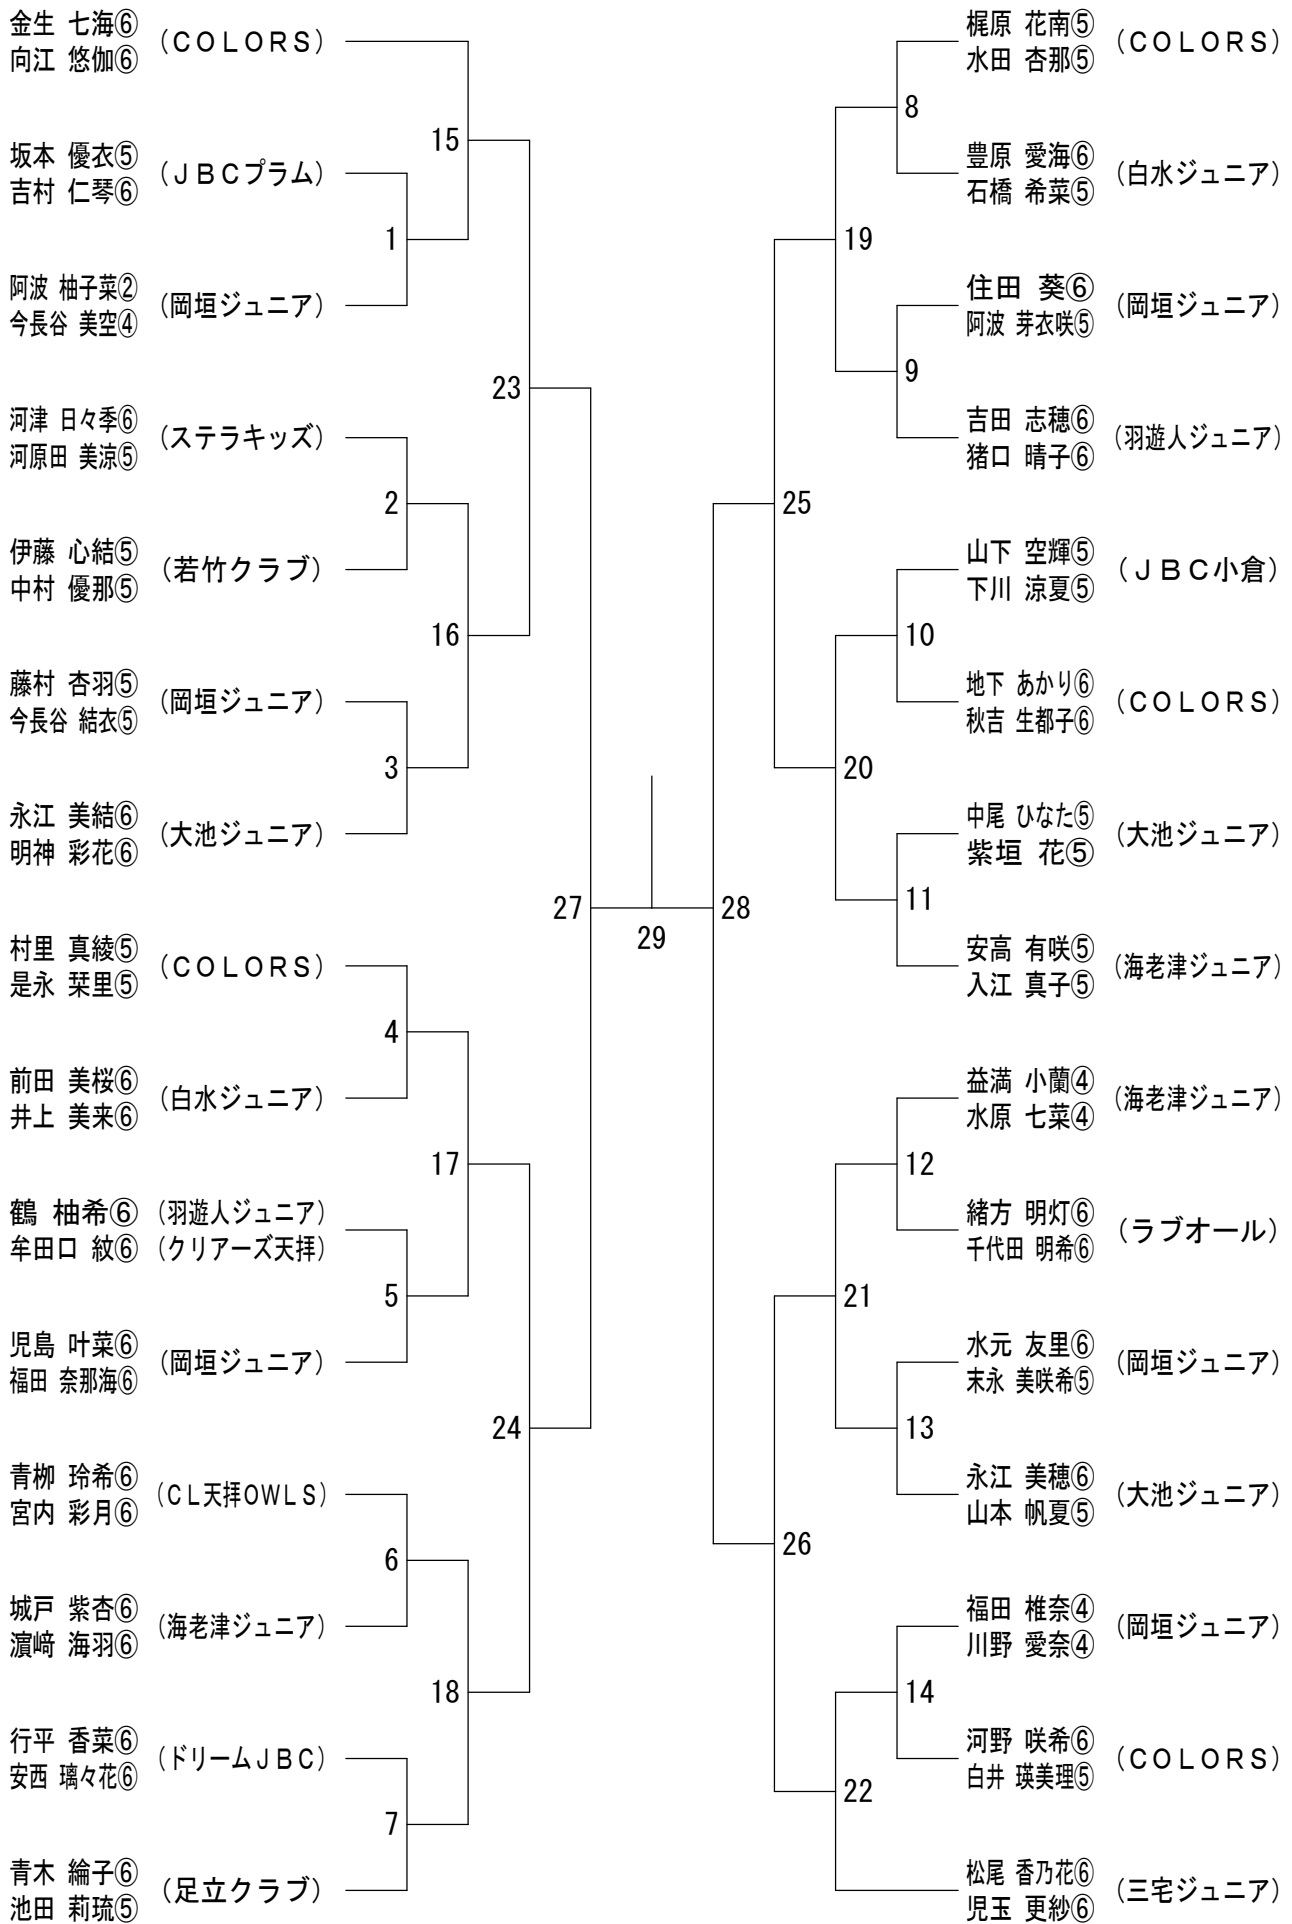 金生 七海⑥
向江 悠伽⑥
(COLORS)
坂本 優衣⑤
吉村 仁琴⑥
(JBCプラム)
阿波 柚子菜②
今長谷 美空④
(岡垣ジュニア)
河津 日々季⑥
河原田 美涼⑤
(ステラキッズ)
伊藤 心結⑤
中村 優那⑤
(若竹クラブ)
藤村 杏羽⑤
今長谷 結衣⑤
(岡垣ジュニア)
永江 美結⑥
明神 彩花⑥
(大池ジュニア)
村里 真綾⑤
是永 栞里⑤
(COLORS)
前田 美桜⑥
井上 美来⑥
(白水ジュニア)
鶴 柚希⑥ (羽遊人ジュニア)
牟田口 紋⑥ (クリアーズ天拝)
児島 叶菜⑥
福田 奈那海⑥
(岡垣ジュニア)
青栁 玲希⑥
宮内 彩月⑥
(CL天拝OWLS)
城戸 紫杏⑥
濵﨑 海羽⑥
(海老津ジュニア)
行平 香菜⑥
安西 璃々花⑥
(ドリームJBC)
青木 綸子⑥
池田 莉琉⑤
(足立クラブ)
1
2
3
4
5
6
7
15
16
17
18
23
24
27
29
28
25
26
19
20
21
22
8
9
10
11
12
13
14
梶原 花南⑤
水田 杏那⑤
(COLORS)
豊原 愛海⑥
石橋 希菜⑤
(白水ジュニア)
住田 葵⑥
阿波 芽衣咲⑤
(岡垣ジュニア)
吉田 志穂⑥
猪口 晴子⑥
(羽遊人ジュニア)
山下 空輝⑤
下川 涼夏⑤
(JBC小倉)
地下 あかり⑥
秋吉 生都子⑥
(COLORS)
中尾 ひなた⑤
紫垣 花⑤
(大池ジュニア)
安高 有咲⑤
入江 真子⑤
(海老津ジュニア)
益満 小蘭④
水原 七菜④
(海老津ジュニア)
緒方 明灯⑥
千代田 明希⑥
(ラブオール)
水元 友里⑥
末永 美咲希⑤
(岡垣ジュニア)
永江 美穂⑥
山本 帆夏⑤
(大池ジュニア)
福田 椎奈④
川野 愛奈④
(岡垣ジュニア)
河野 咲希⑥
白井 瑛美理⑤
(COLORS)
松尾 香乃花⑥
児玉 更紗⑥
(三宅ジュニア)